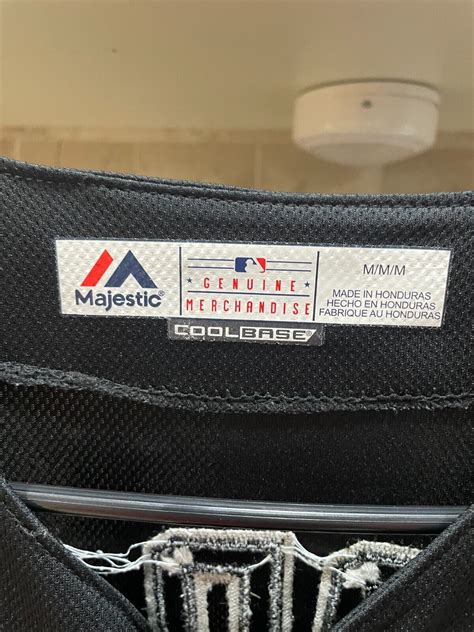 Majestic
GENUINE
MERCHANDISE
M/M/M
MADE IN HONDURAS
HECHO EN HONDURAS
FABRIQUE AU HONDURAS
COOLBASE